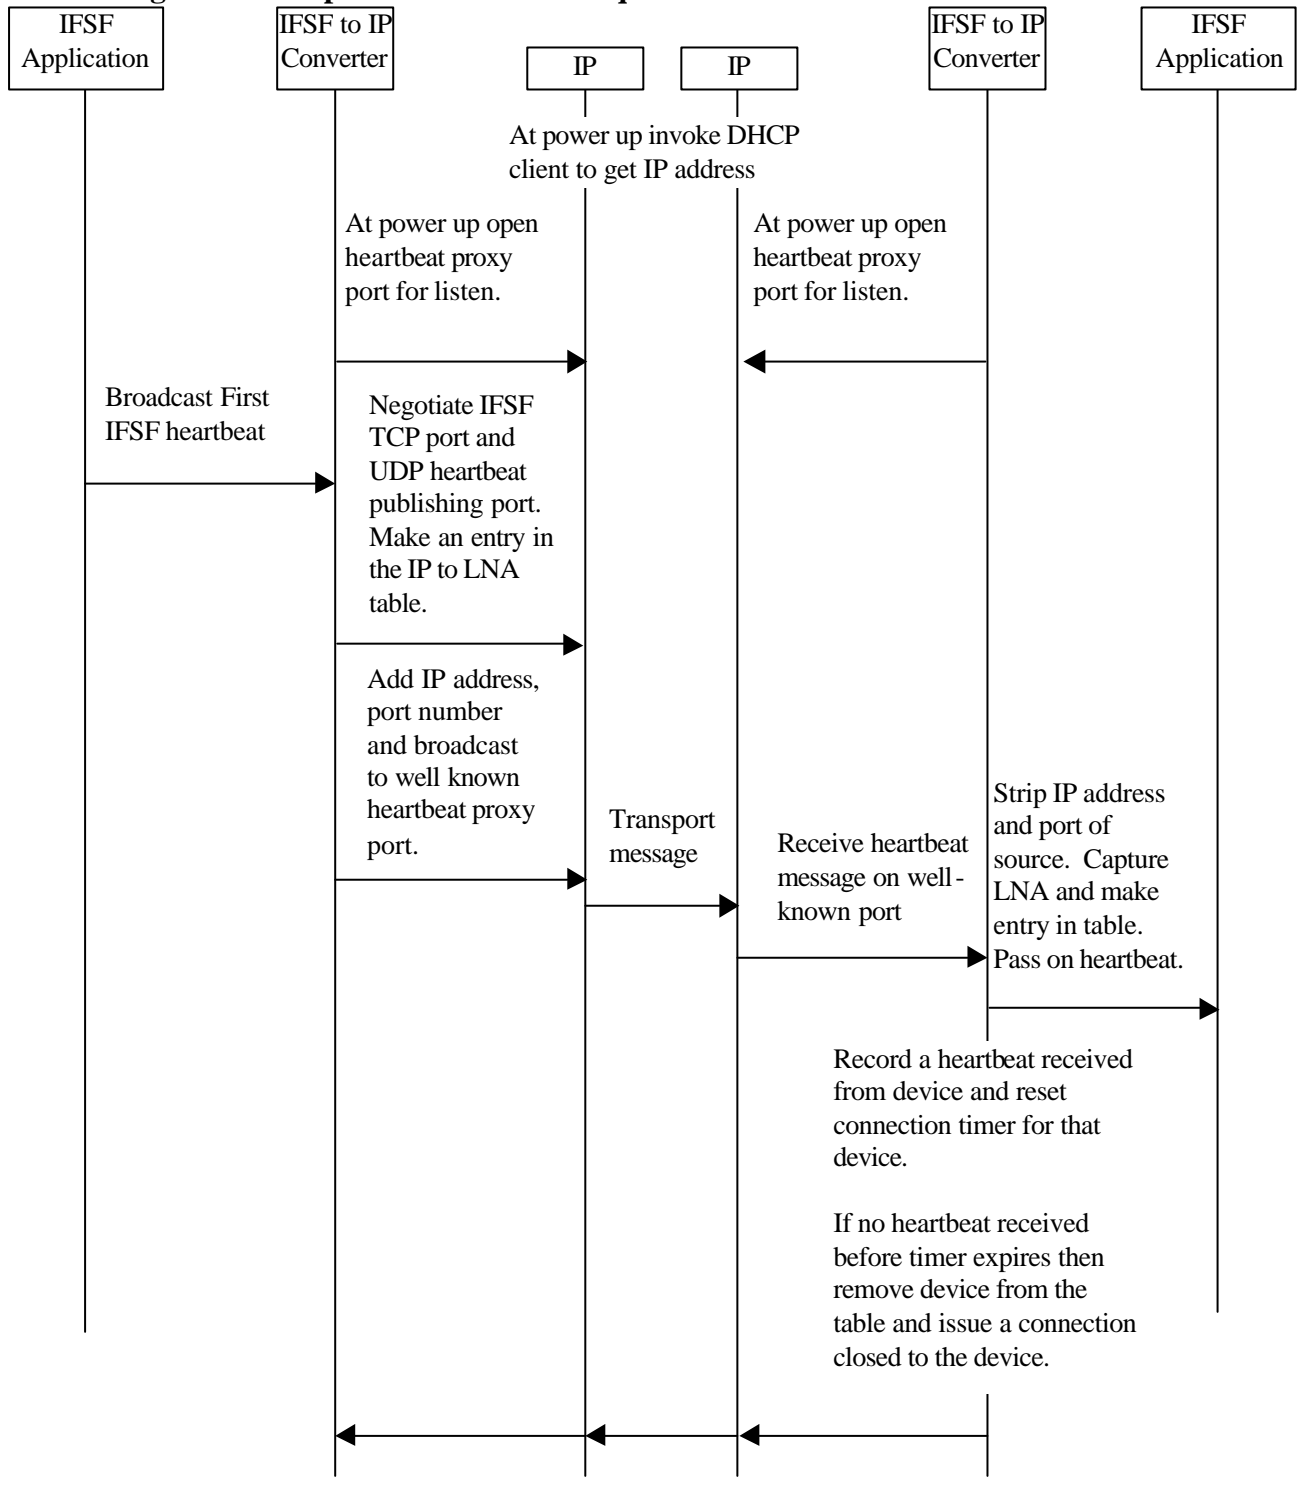 IFSF
Application
IFSF to IP
Converter
IP
IP
IFSF to IP
Converter
IFSF
Application
At power up invoke DHCP
client to get IP address
At power up open
heartbeat proxy
port for listen.
At power up open
heartbeat proxy
port for listen.
Broadcast First
IFSF heartbeat
Negotiate IFSF
TCP port and
UDP heartbeat
publishing port.
Make an entry in
the IP to LNA
table.
Add IP address,
port number
and broadcast
to well known
heartbeat proxy
port.
Transport
message
Receive heartbeat
message on well-
known port
Strip IP address
and port of
source. Capture
LNA and make
entry in table.
Pass on heartbeat.
Record a heartbeat received
from device and reset
connection timer for that
device.
If no heartbeat received
before timer expires then
remove device from the
table and issue a connection
closed to the device.